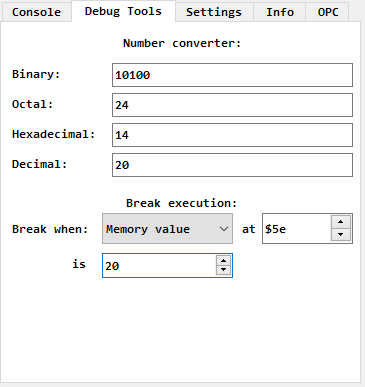 Console Debug Tools Settings Info OPC
Number converter:
Binary: 10100
Octal: 24
Hexadecimal: 14
Decimal: 20
Break execution:
Break when: Memory value at $5e
is 20